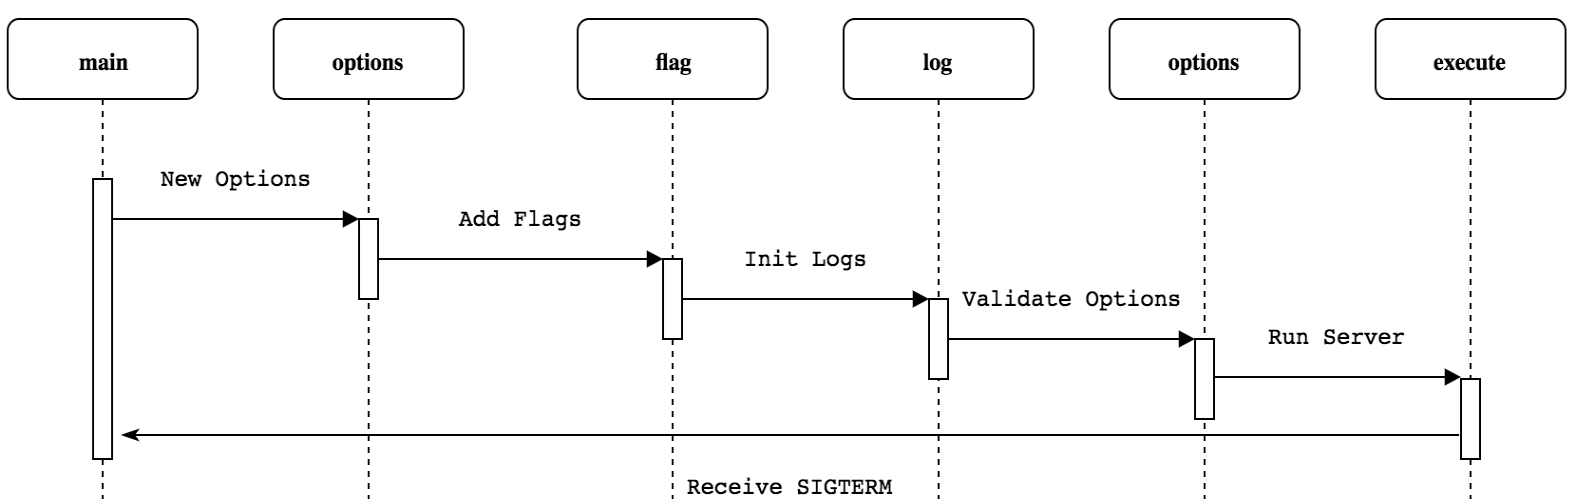 main
options
flag
log
options
execute
New Options
Add Flags
Init Logs
Validate Options
Run Server
Receive SIGTERM